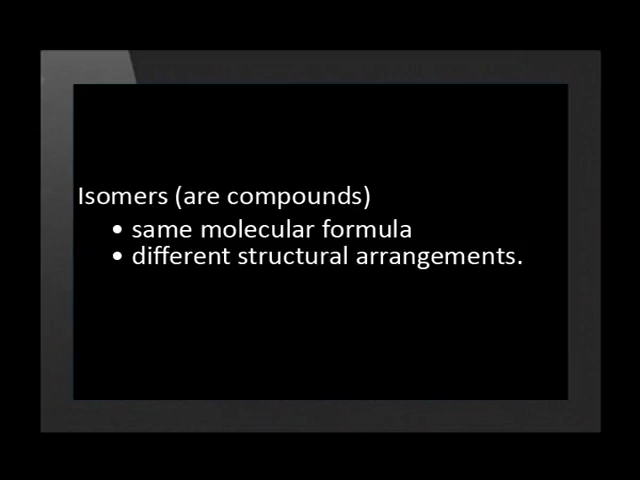 Isomers (are compounds)
• same molecular formula
• different structural arrangements.